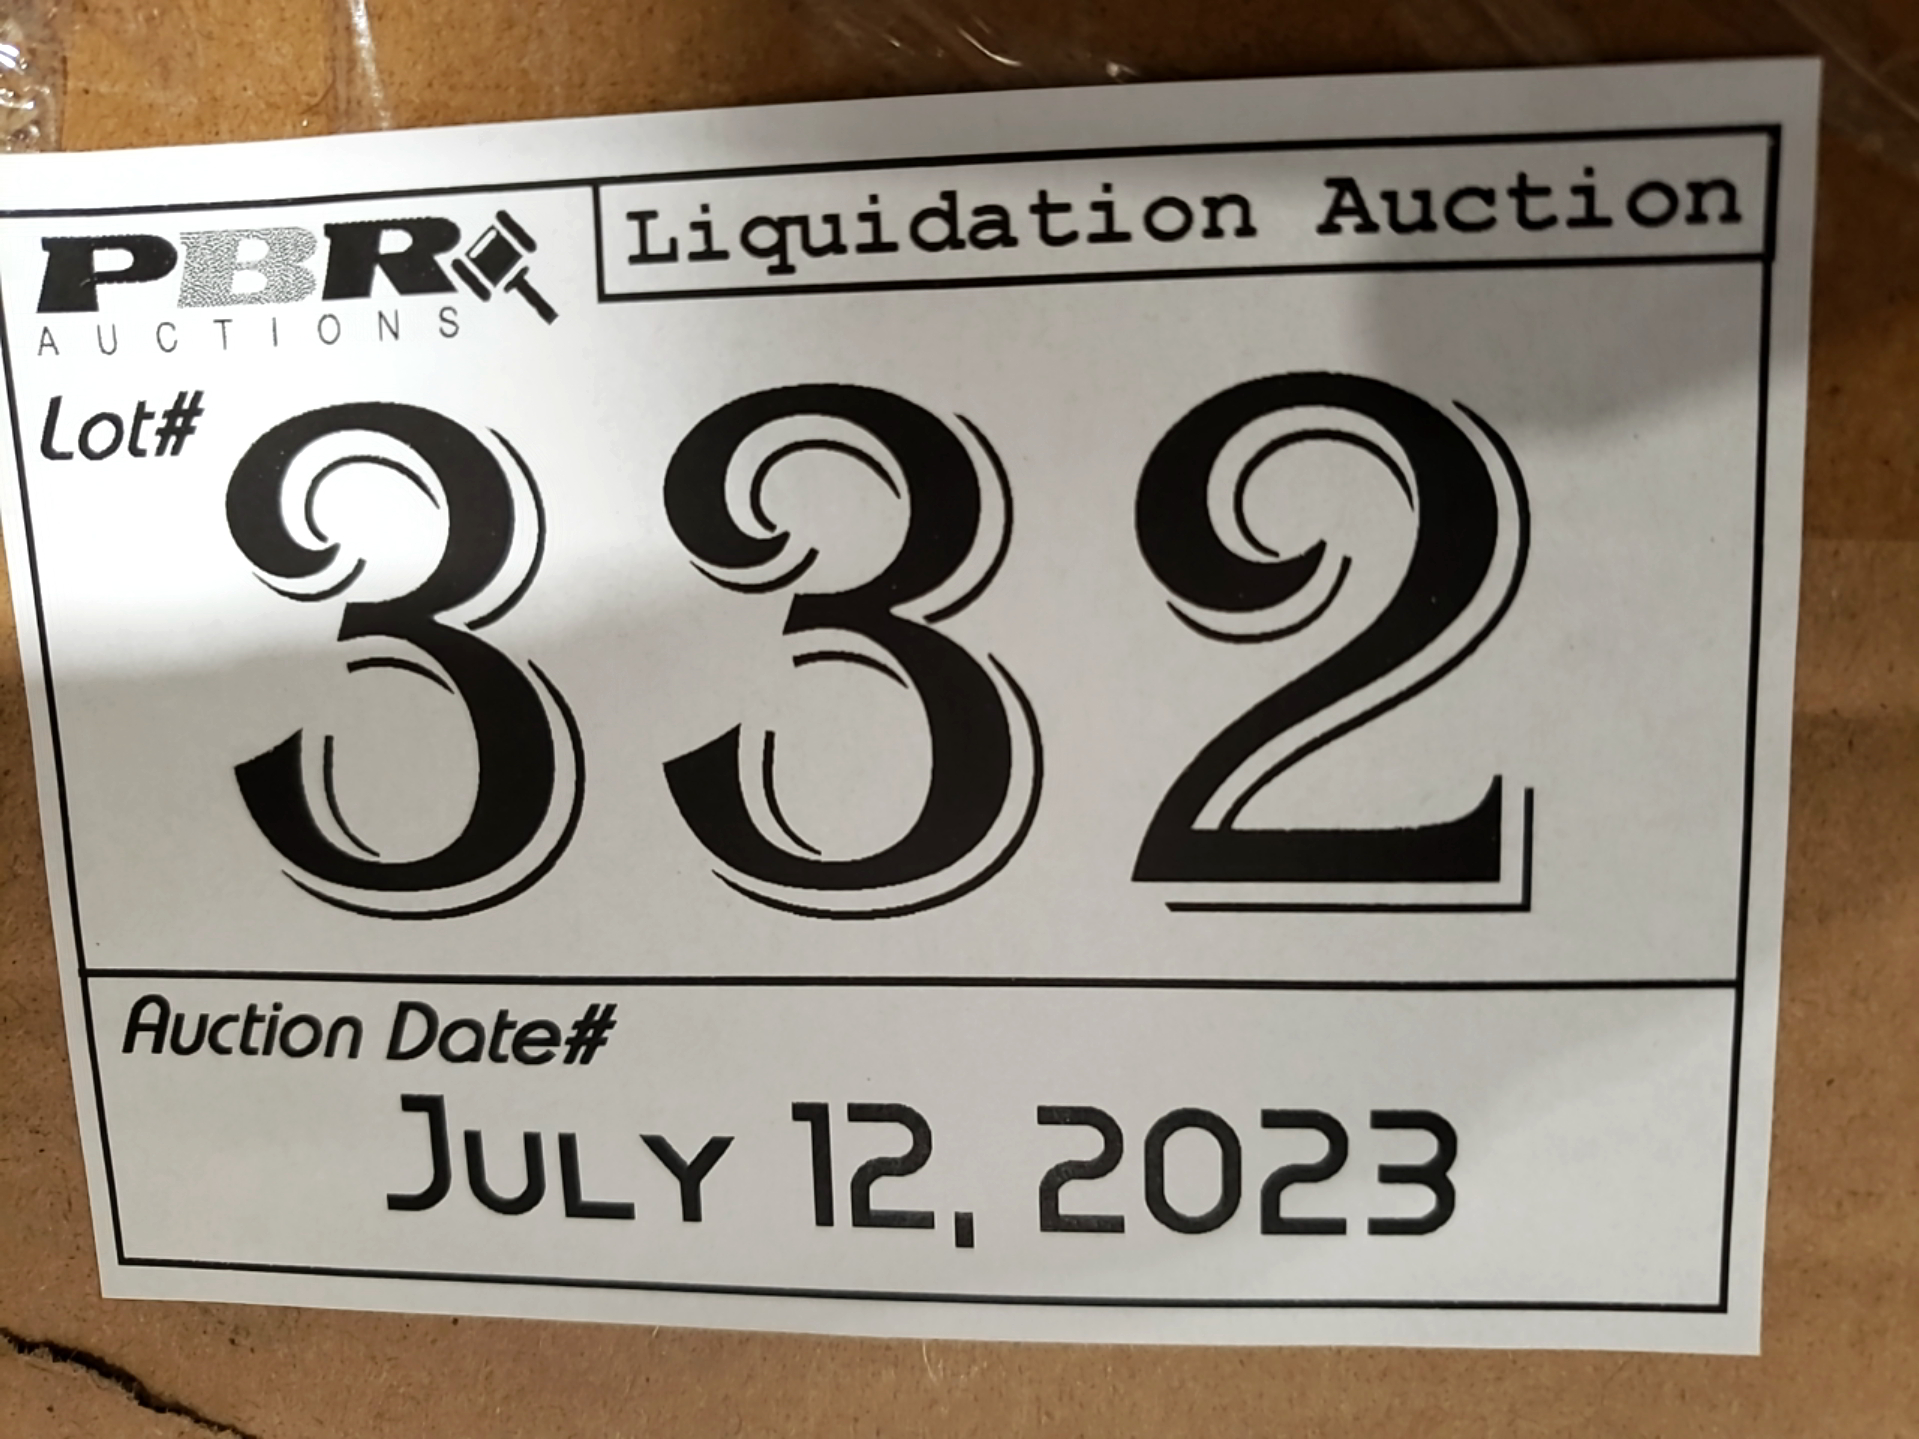 PBR
AUCTIONS
Liquidation Auction
Lot#
332
Auction Date#
JULY 12, 2023